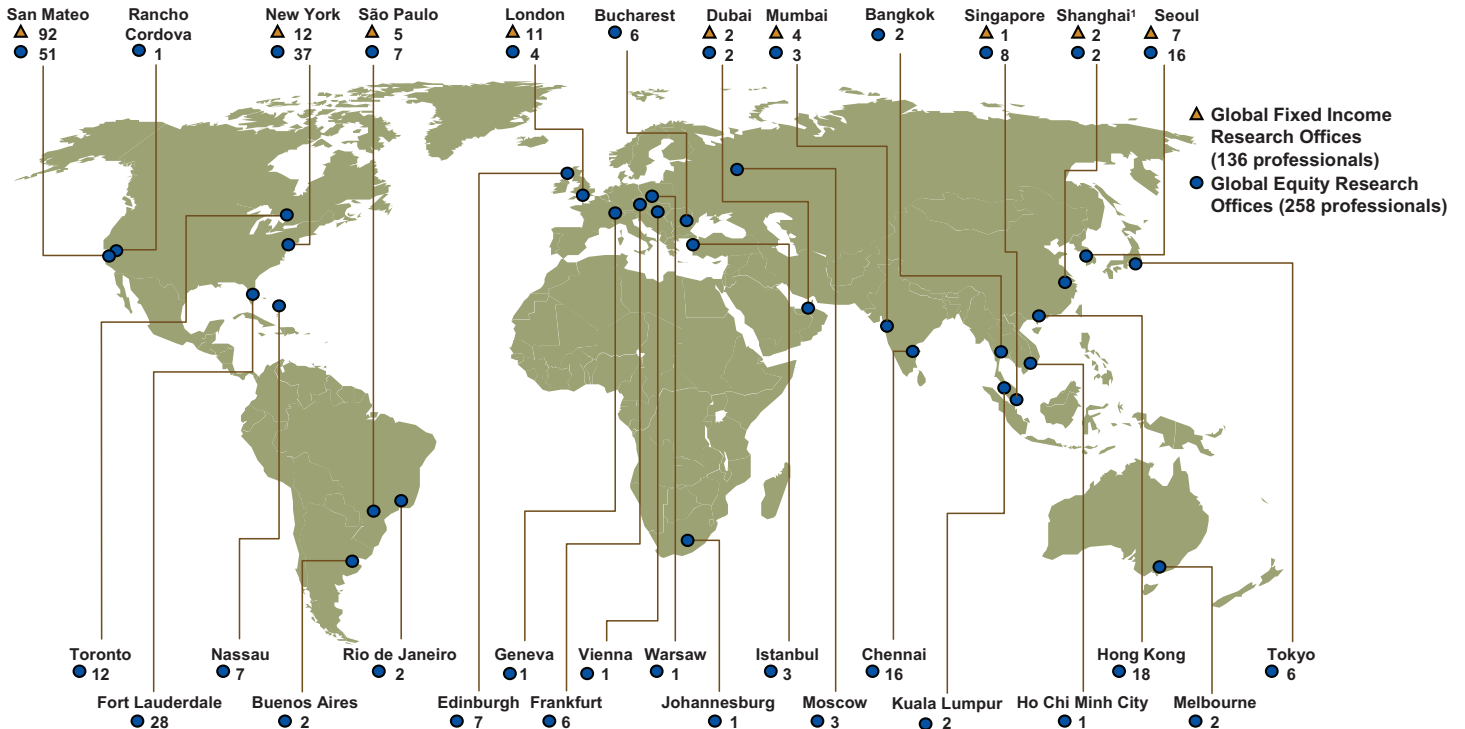 San Mateo
92
51
Rancho
Cordova
1
New York
12
37
São Paulo
5
7
London
11
4
Bucharest
6
Dubai
2
2
Mumbai
4
3
Bangkok
2
Singapore
1
8
Shanghai¹
2
2
Seoul
7
16
Global Fixed Income
Research Offices
(136 professionals)
Global Equity Research
Offices (258 professionals)
Toronto
12
Nassau
7
Rio de Janeiro
2
Geneva
1
Vienna
1
Warsaw
1
Istanbul
3
Chennai
16
Hong Kong
18
Tokyo
6
Fort Lauderdale
28
Buenos Aires
2
Edinburgh
7
Frankfurt
6
Johannesburg
1
Moscow
3
Kuala Lumpur
2
Ho Chi Minh City
1
Melbourne
2